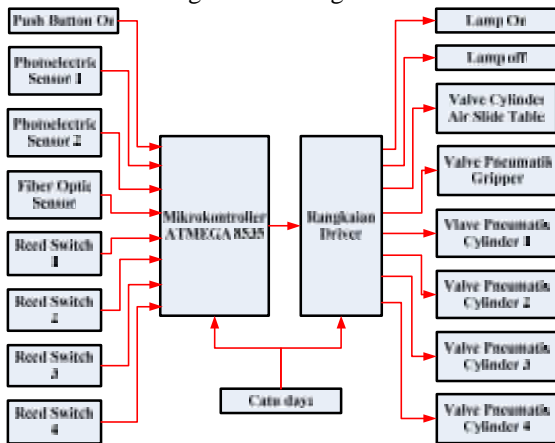 Push Button On
Photoelectric
Sensor 1
Photoelectric
Sensor 2
Fiber Optic
Sensor
Reed Switch
1
Reed Switch
2
Reed Switch
3
Reed Switch
4
Mikrokontroller
ATMEGA 8535
Rangkaian
Driver
Catu daya
Lamp On
Lamp off
Valve Cylinder
Air Slide Table
Valve Pneumatik
Gripper
Vlave Pneumatik
Cylinder 1
Valve Pneumatik
Cylinder 2
Valve Pneumatik
Cylinder 3
Valve Pneumatik
Cylinder 4